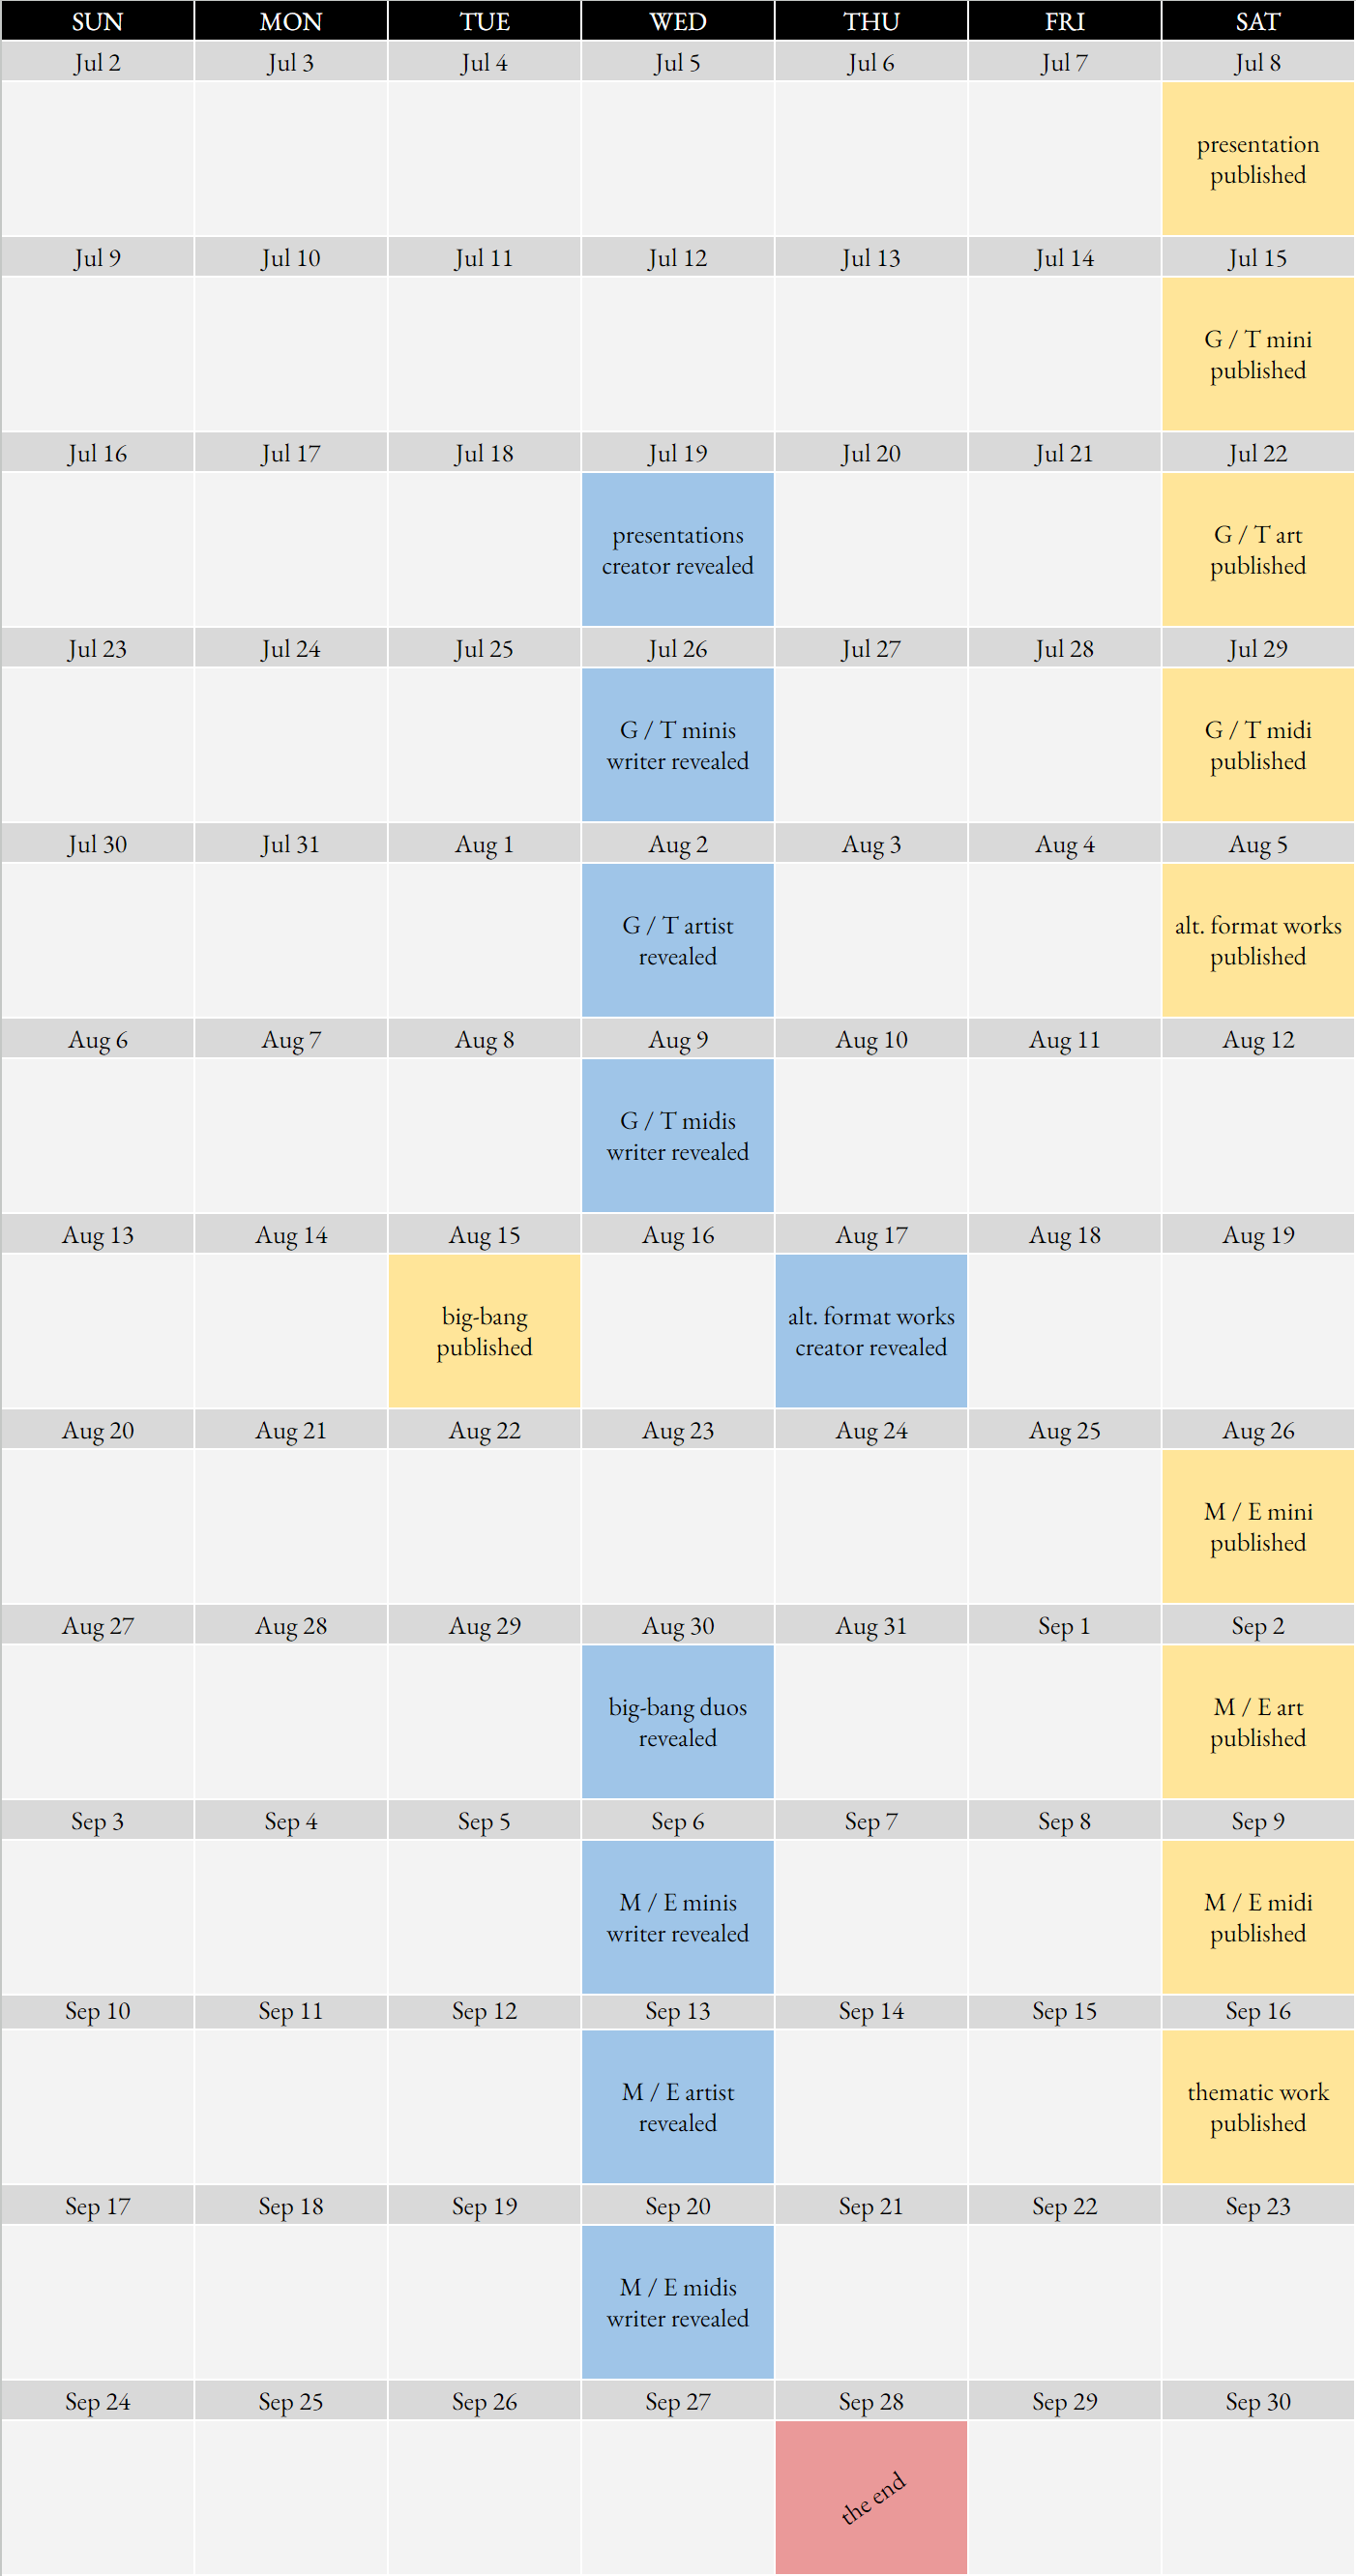 SUN MON TUE WED THU FRI SAT
Jul 2 Jul 3 Jul 4 Jul 5 Jul 6 Jul 7 Jul 8
presentation
published
Jul 9 Jul 10 Jul 11 Jul 12 Jul 13 Jul 14 Jul 15
G / T mini
published
Jul 16 Jul 17 Jul 18 Jul 19 Jul 20 Jul 21 Jul 22
presentations
creator revealed
G / T art
published
Jul 23 Jul 24 Jul 25 Jul 26 Jul 27 Jul 28 Jul 29
G / T minis
writer revealed
G / T midi
published
Jul 30 Jul 31 Aug 1 Aug 2 Aug 3 Aug 4 Aug 5
G / T artist
revealed
alt. format works
published
Aug 6 Aug 7 Aug 8 Aug 9 Aug 10 Aug 11 Aug 12
G / T midis
writer revealed
Aug 13 Aug 14 Aug 15 Aug 16 Aug 17 Aug 18 Aug 19
big-bang
published
alt. format works
creator revealed
Aug 20 Aug 21 Aug 22 Aug 23 Aug 24 Aug 25 Aug 26
M / E mini
published
Aug 27 Aug 28 Aug 29 Aug 30 Aug 31 Sep 1 Sep 2
big-bang duos
revealed
M / E art
published
Sep 3 Sep 4 Sep 5 Sep 6 Sep 7 Sep 8 Sep 9
M / E minis
writer revealed
M / E midi
published
Sep 10 Sep 11 Sep 12 Sep 13 Sep 14 Sep 15 Sep 16
M / E artist
revealed
thematic work
published
Sep 17 Sep 18 Sep 19 Sep 20 Sep 21 Sep 22 Sep 23
M / E midis
writer revealed
Sep 24 Sep 25 Sep 26 Sep 27 Sep 28 Sep 29 Sep 30
the end